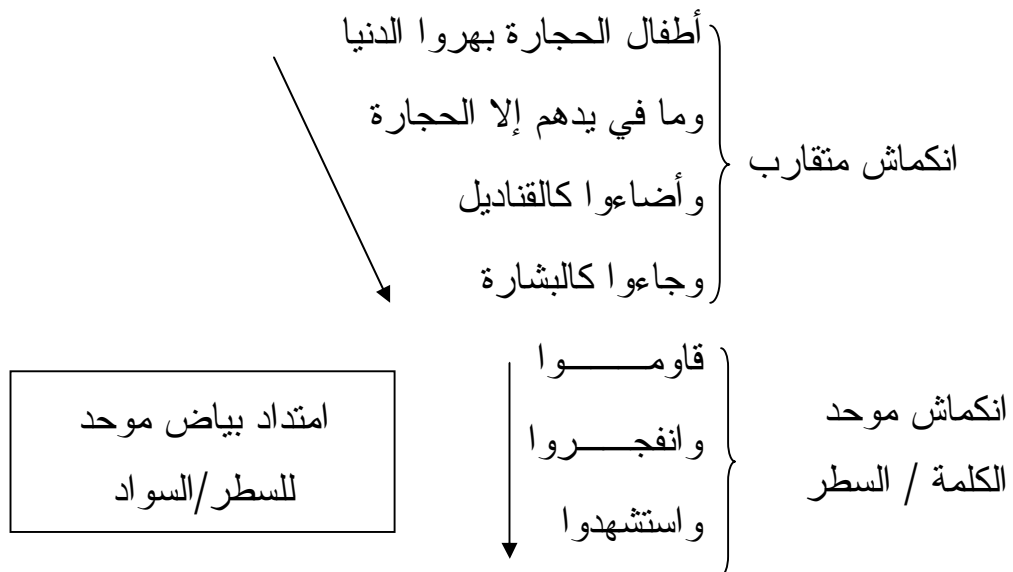 أطفال الحجارة بهروا الدنيا
وما في يدهم إلا الحجارة
وأضاءوا كالقناديل
وجاءوا كالبشارة
انكماش متقارب
قاومـــــوا
وانفجـــــروا
واستشهدوا
انكماش موحد
الكلمة / السطر
امتداد بياض موحد
للسطر/السواد